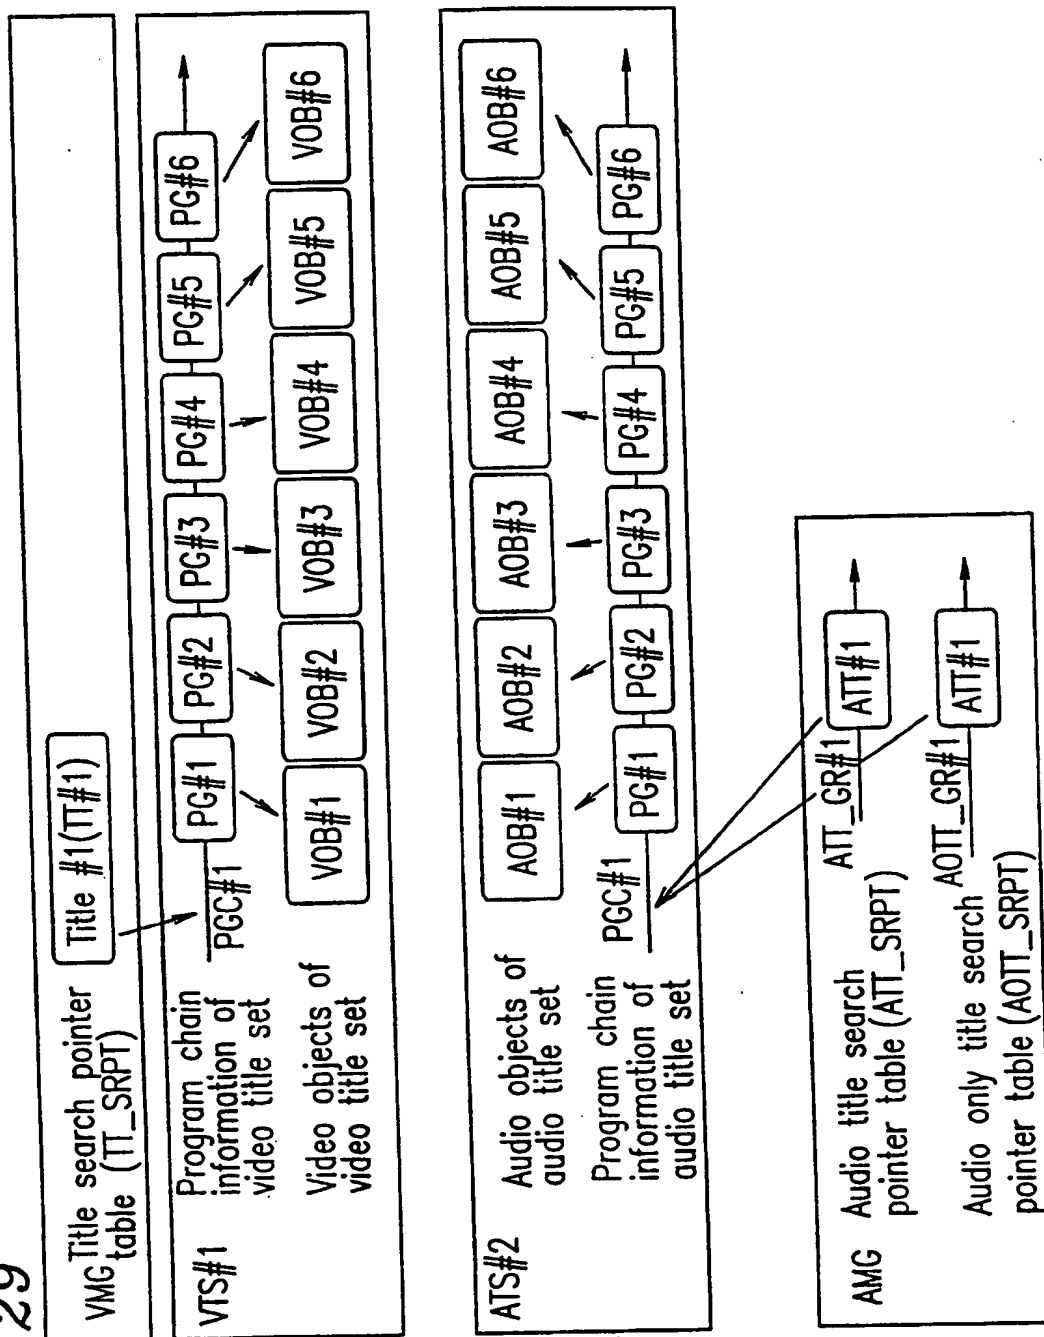 29
VMG
Title search pointer
table (TT_SRPT)
Title #1(TT#1)
VTS#1
Program chain
information of
video title set
PGC#1
PG#1
PG#2
PG#3
PG#4
PG#5
PG#6
Video objects of
video title set
VOB#1
VOB#2
VOB#3
VOB#4
VOB#5
VOB#6
ATS#2
Audio objects of
audio title set
AOB#1
AOB#2
AOB#3
AOB#4
AOB#5
AOB#6
Program chain
information of
audio title set
PGC#1
PG#1
PG#2
PG#3
PG#4
PG#5
PG#6
AMG
Audio title search
pointer table (ATT_SRPT)
ATT_GR#1
ATT#1
Audio only title search
pointer table (AOTT_SRPT)
AOTT_GR#1
ATT#1